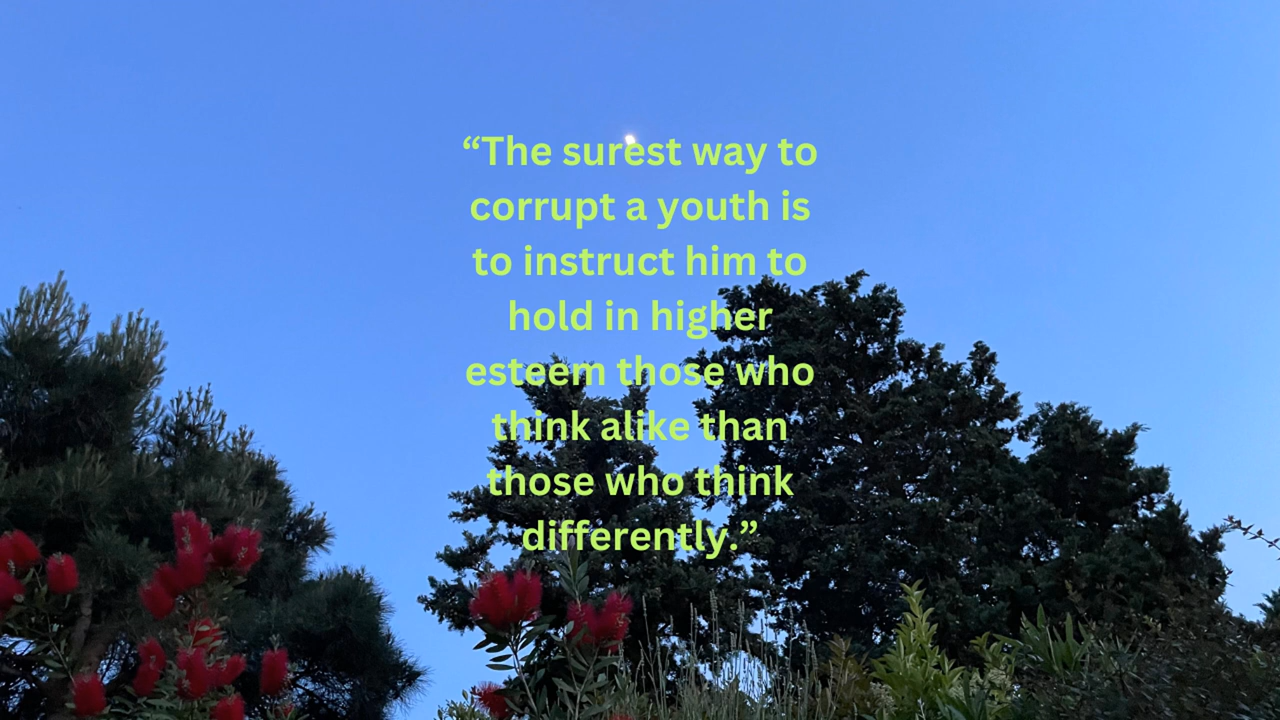 “The surest way to
corrupt a youth is
to instruct him to
hold in higher
esteem those who
think alike than
those who think
differently.”